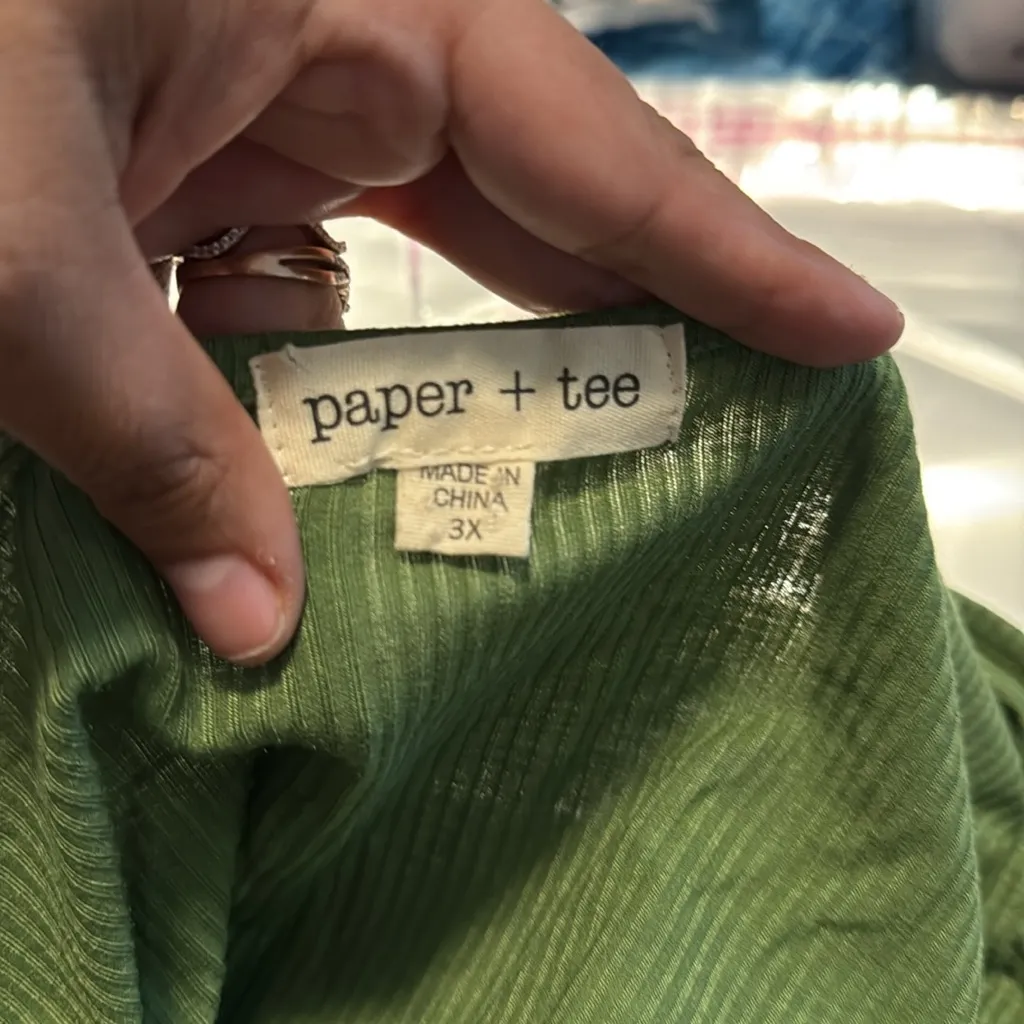 paper + tee
MADE IN
CHINA
3X